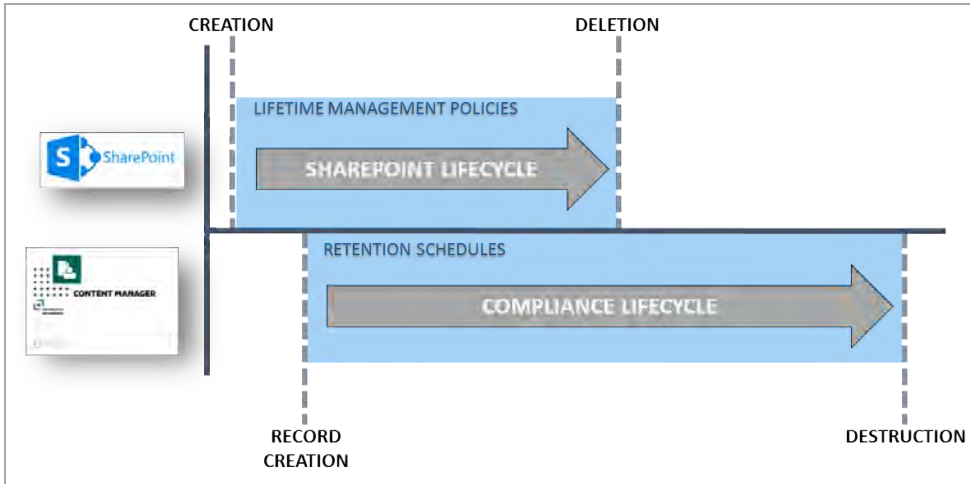 CREATION
DELETION
LIFETIME MANAGEMENT POLICIES
S
SharePoint
SHAREPOINT LIFECYCLE
RETENTION SCHEDULES
CONTENT MANAGER
COMPLIANCE LIFECYCLE
RECORD
CREATION
DESTRUCTION